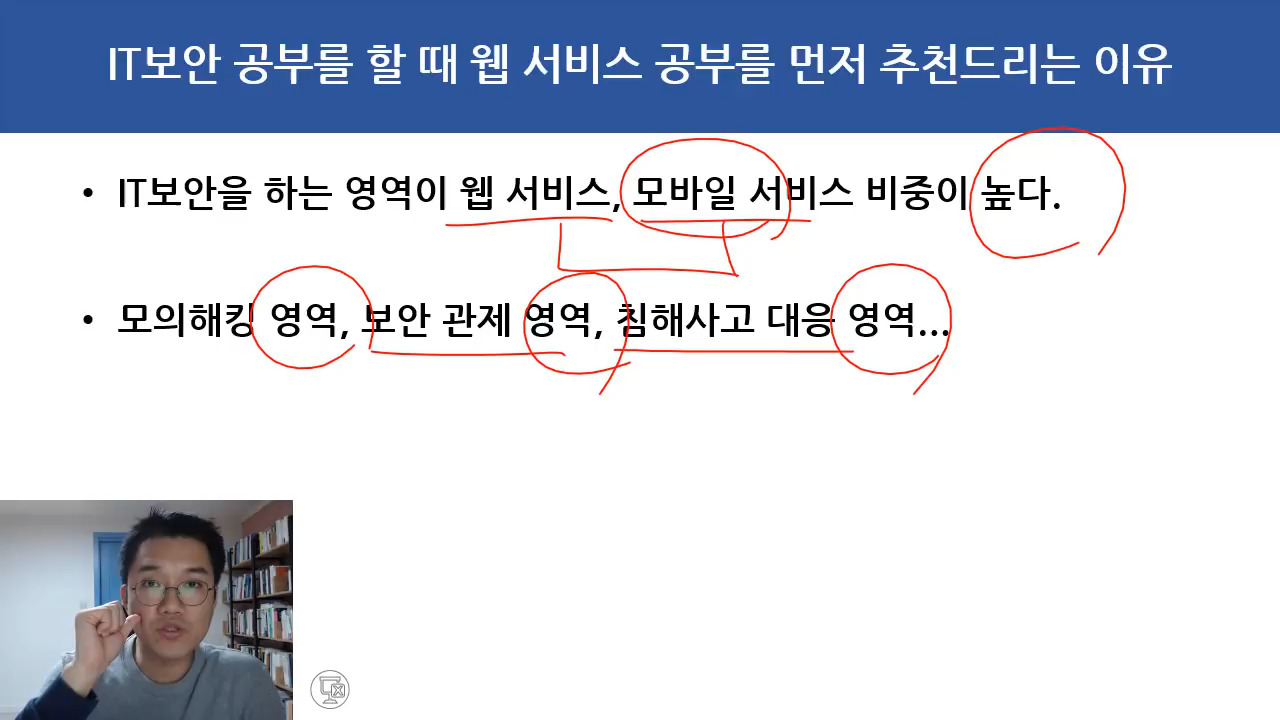 IT보안 공부를 할 때 웹 서비스 공부를 먼저 추천드리는 이유
• IT보안을 하는 영역이 웹 서비스, 모바일 서비스 비중이 높다.
• 모의해킹 영역, 보안 관제 영역, 침해사고 대응 영역...